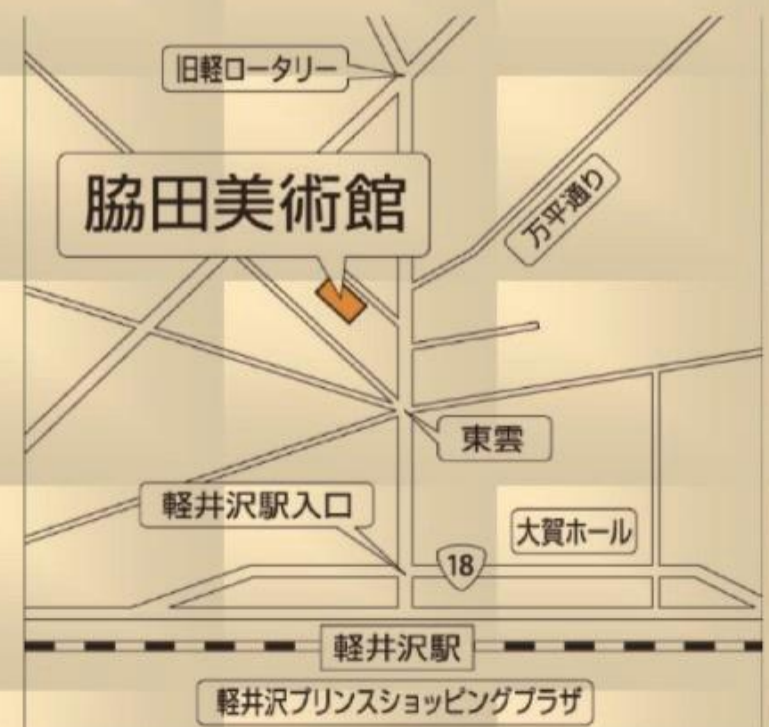 旧軽ロータリー
脇田美術館
万平通り
東雲
軽井沢駅入口
大賀ホール
18
軽井沢駅
軽井沢プリンスショッピングプラザ